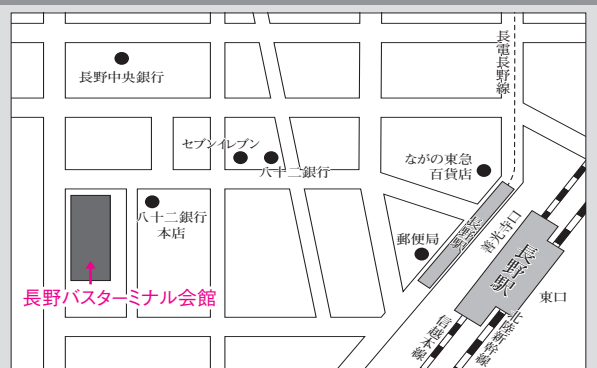 長電長野線
長野中央銀行
セブンイレブン
八十二銀行
ながの東急
百貨店
八十二銀行
本店
郵便局
長野駅
善光寺口
長野駅
東口
長野バスターミナル会館
信越本線
北陸新幹線